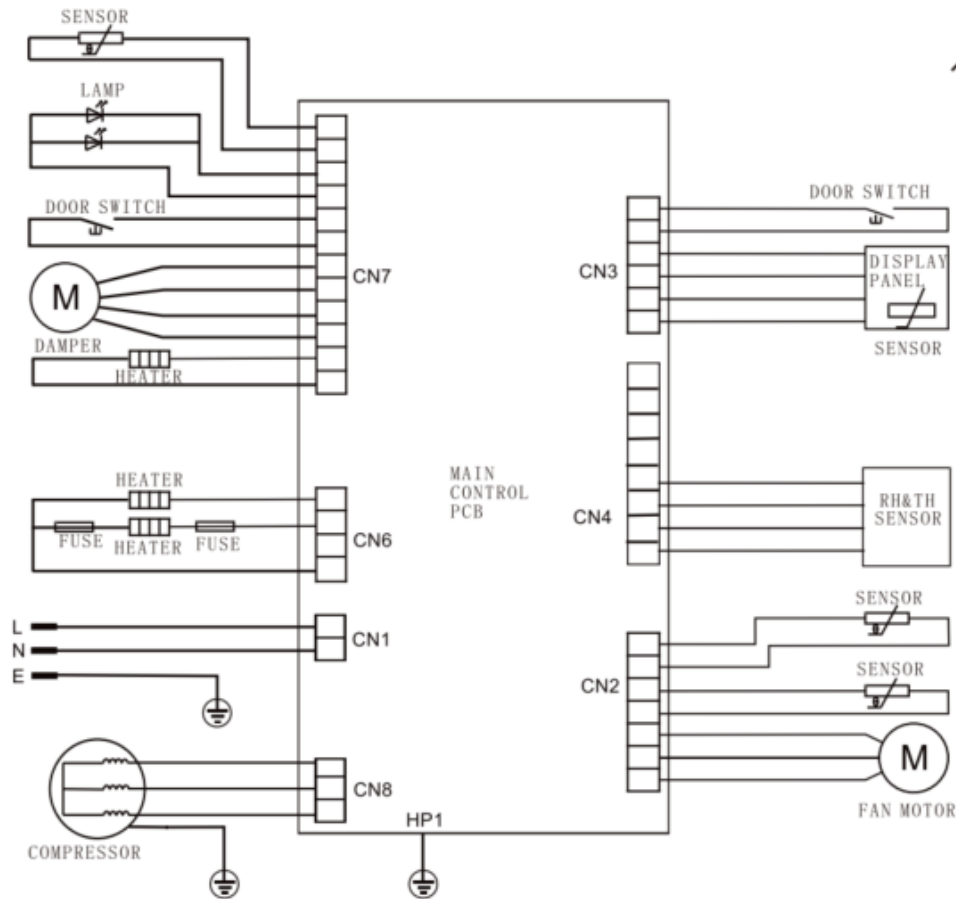 SENSOR
LAMP
DOOR SWITCH
M
DAMPER
HEATER
CN7
HEATER
FUSE
HEATER
FUSE
CN6
L
N
E
CN1
COMPRESSOR
CN8
HP1
MAIN
CONTROL
PCB
DOOR SWITCH
CN3
DISPLAY
PANEL
SENSOR
CN4
RH&TH
SENSOR
SENSOR
CN2
SENSOR
M
FAN MOTOR